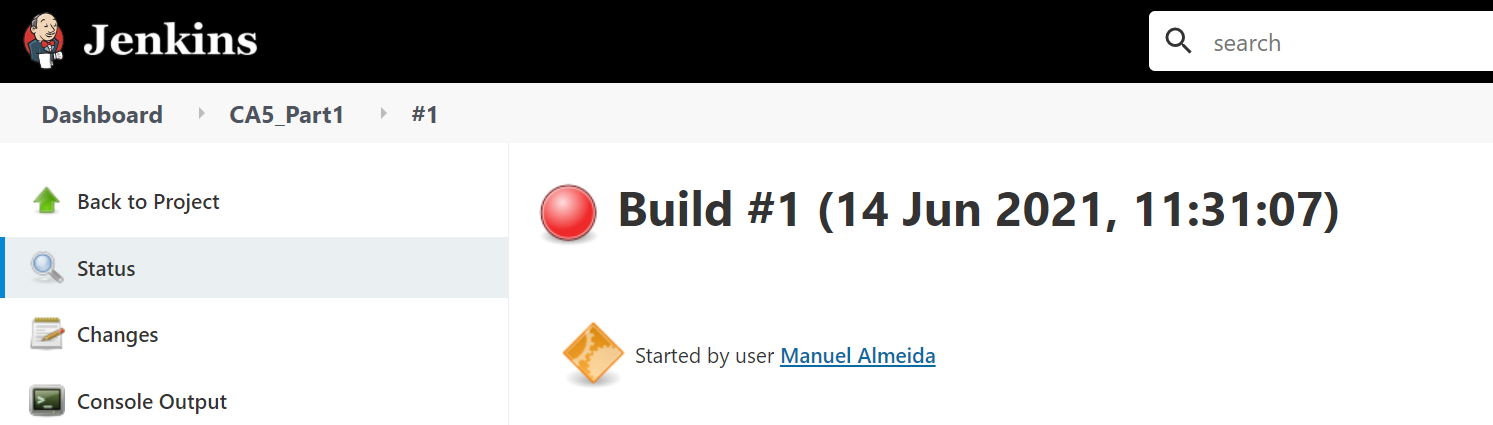 Jenkins
search
Dashboard CA5_Part1 #1
Back to Project
Status
Changes
Console Output
Build #1 (14 Jun 2021, 11:31:07)
Started by user Manuel Almeida